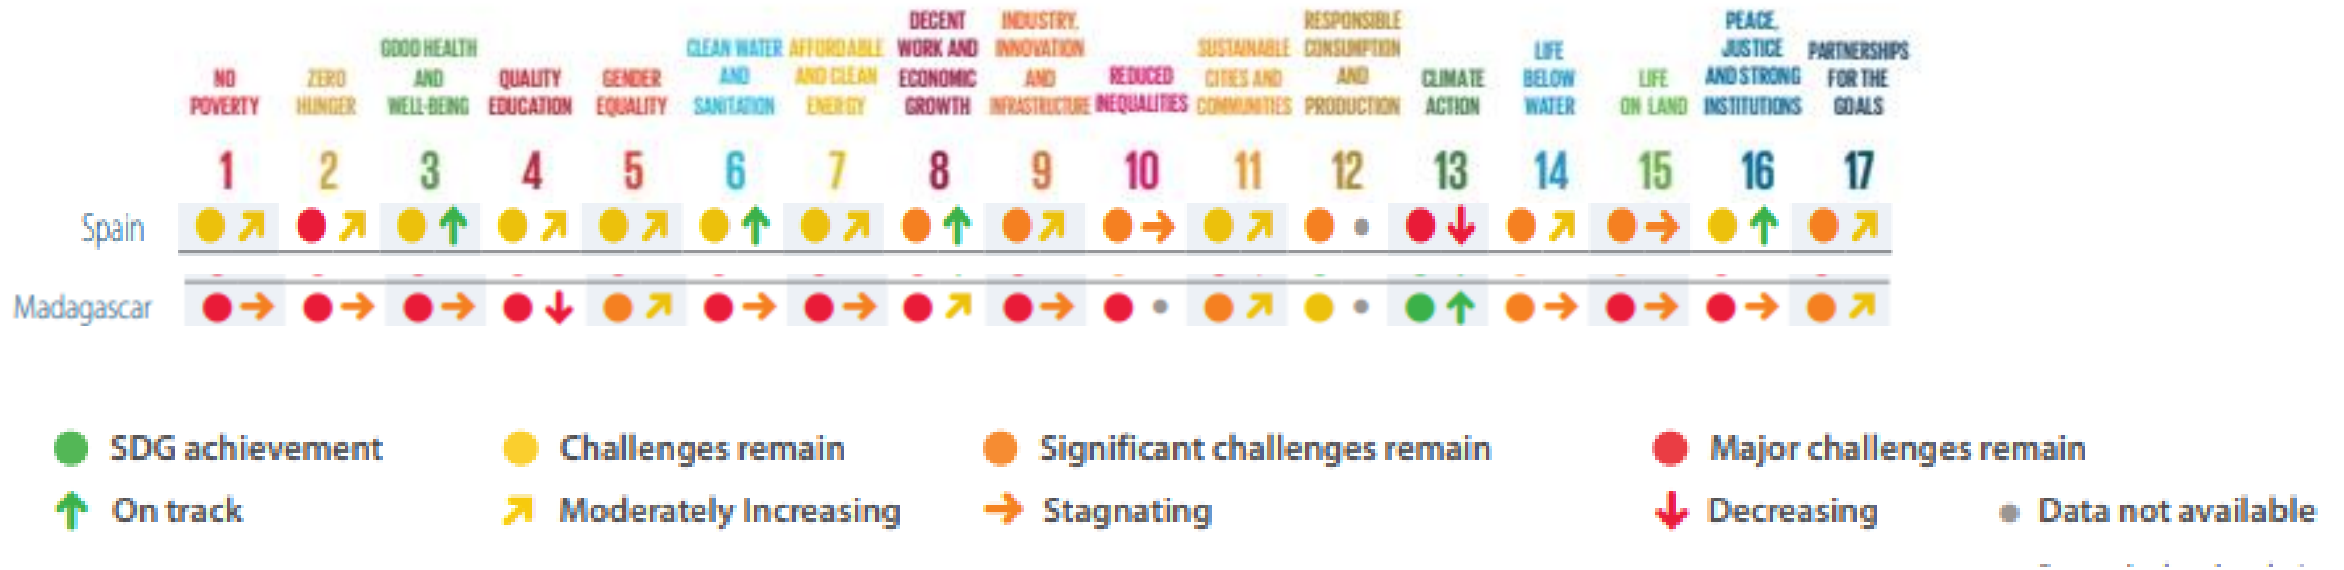 NO POVERTY
ZERO HUNGER
GOOD HEALTH AND WELL-BEING
QUALITY EDUCATION
GENDER EQUALITY
CLEAN WATER AND SANITATION
AFFORDABLE AND CLEAN ENERGY
DECENT WORK AND ECONOMIC GROWTH
INDUSTRY, INNOVATION AND INFRASTRUCTURE
REDUCED INEQUALITIES
SUSTAINABLE CITIES AND COMMUNITIES
RESPONSIBLE CONSUMPTION AND PRODUCTION
CLIMATE ACTION
LIFE BELOW WATER
LIFE ON LAND
PEACE, JUSTICE AND STRONG INSTITUTIONS
PARTNERSHIPS FOR THE GOALS
1 2 3 4 5 6 7 8 9 10 11 12 13 14 15 16 17
Spain
Madagascar
SDG achievement Challenges remain Significant challenges remain Major challenges remain
On track Moderately Increasing Stagnating Decreasing Data not available